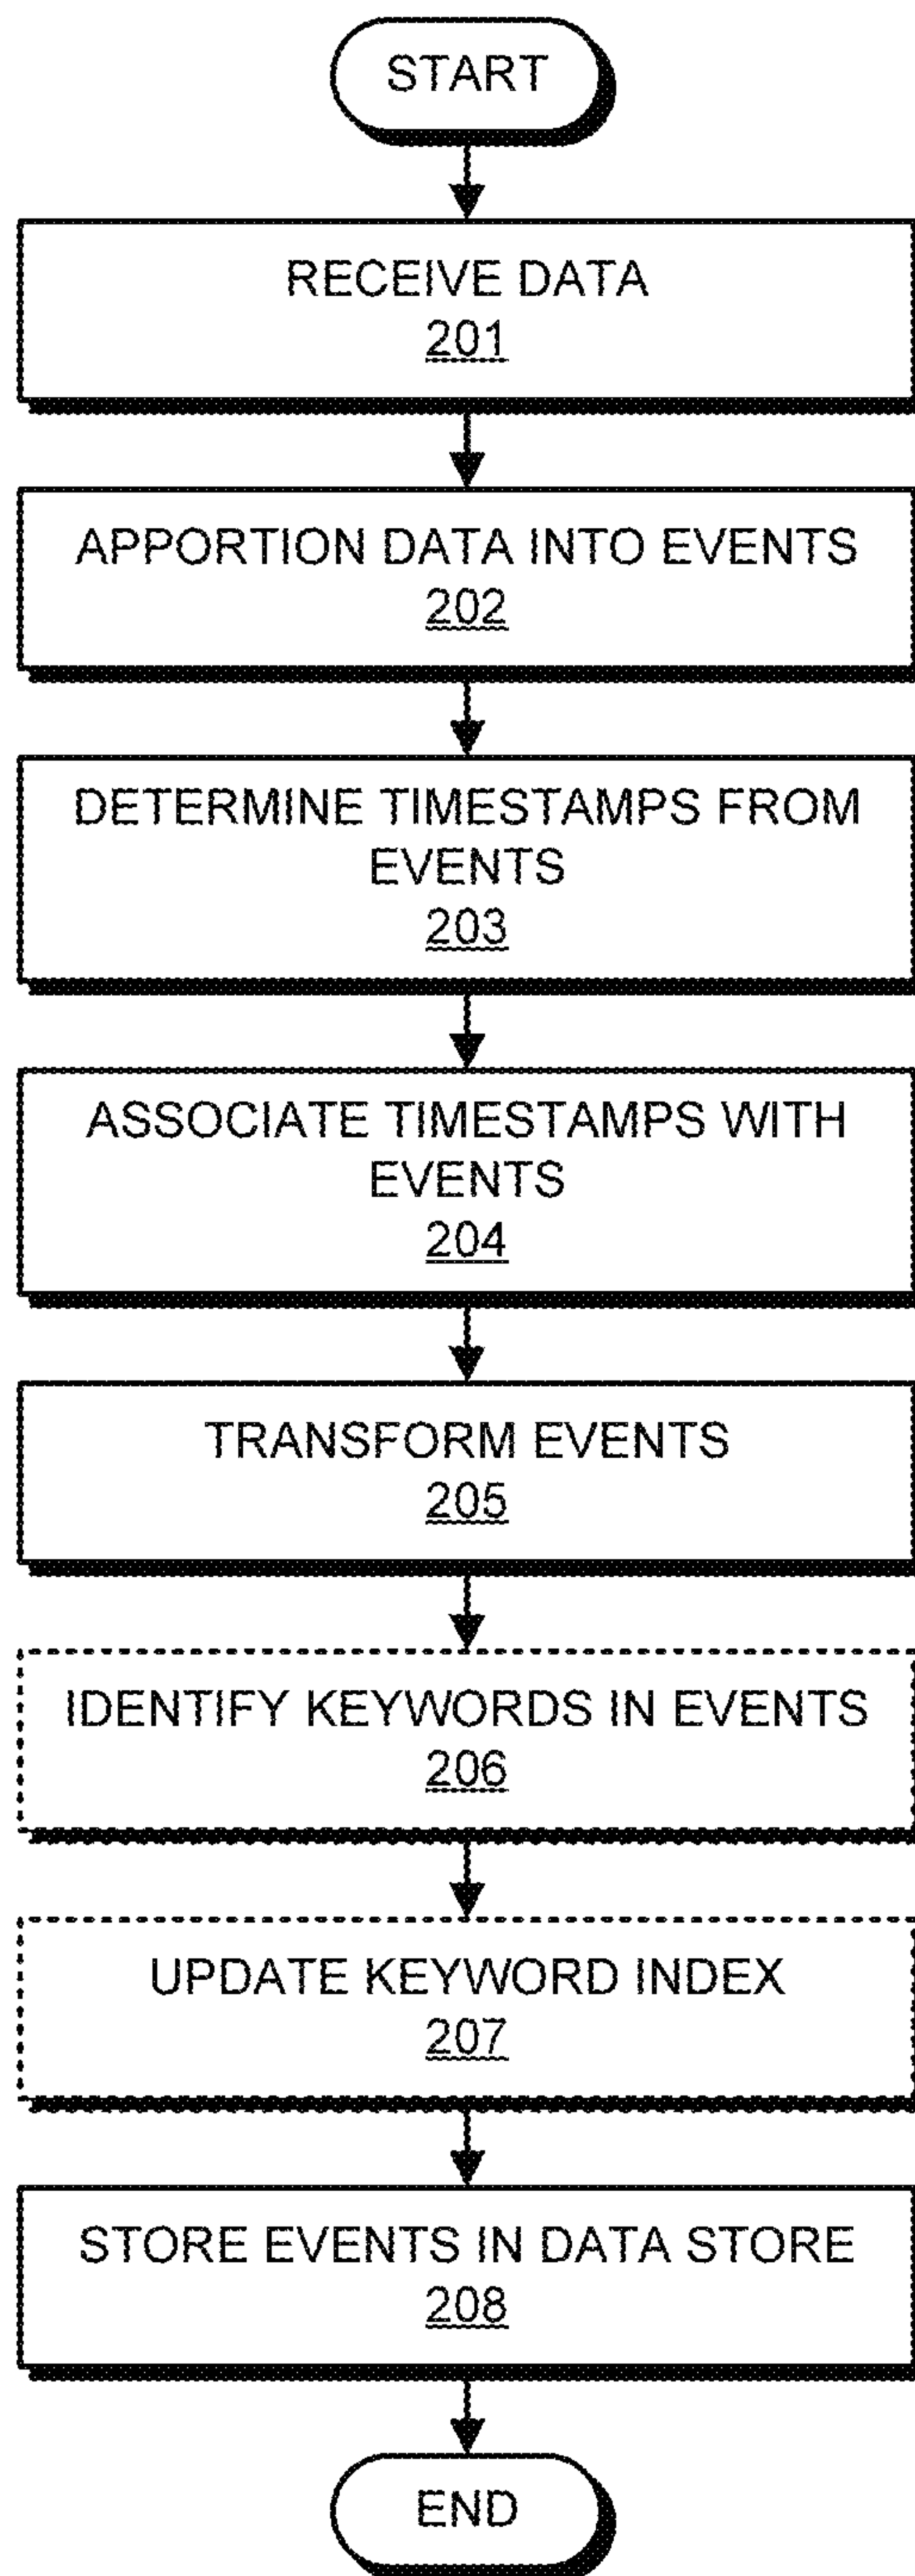 START
RECEIVE DATA
201
APPORTION DATA INTO EVENTS
202
DETERMINE TIMESTAMPS FROM
EVENTS
203
ASSOCIATE TIMESTAMPS WITH
EVENTS
204
TRANSFORM EVENTS
205
IDENTIFY KEYWORDS IN EVENTS
206
UPDATE KEYWORD INDEX
207
STORE EVENTS IN DATA STORE
208
END